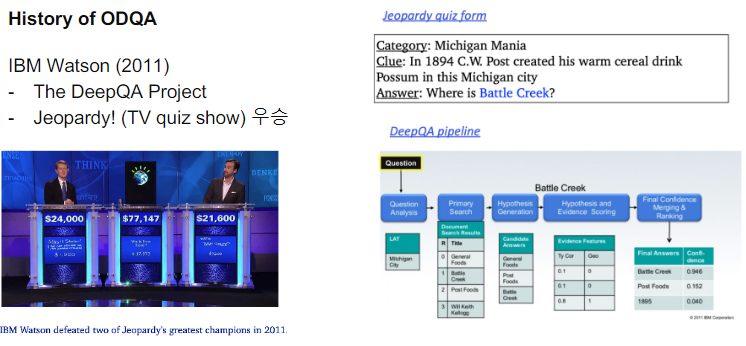 History of ODQA
IBM Watson (2011)
- The DeepQA Project
- Jeopardy! (TV quiz show) 우승
THINK
$24,000
$77,147
$21,600
IBM Watson defeated two of Jeopardy's greatest champions in 2011.
Jeopardy quiz form
Category: Michigan Mania
Clue: In 1894 C.W. Post created his warm cereal drink
Possum in this Michigan city
Answer: Where is Battle Creek?
DeepQA pipeline
Question
Battle Creek
Question Analysis
Primary Search
Hypothesis Generation
Hypothesis and Evidence Scoring
Final Confidence Merging & Ranking
LAT
Michigan City
Document Search Results
R Title
0 General Foods
1 Battle Creek
2 Post Foods
3 Will Keith Kellogg
Candidate Answers
General Foods
Post Foods
Battle Creek
Evidence Features
Ty Cor Geo
0.1 0
0.1 0
0.8 1
Final Answers Confidence
Battle Creek 0.946
Post Foods 0.152
1895 0.040
© 2011 IBM Corporation